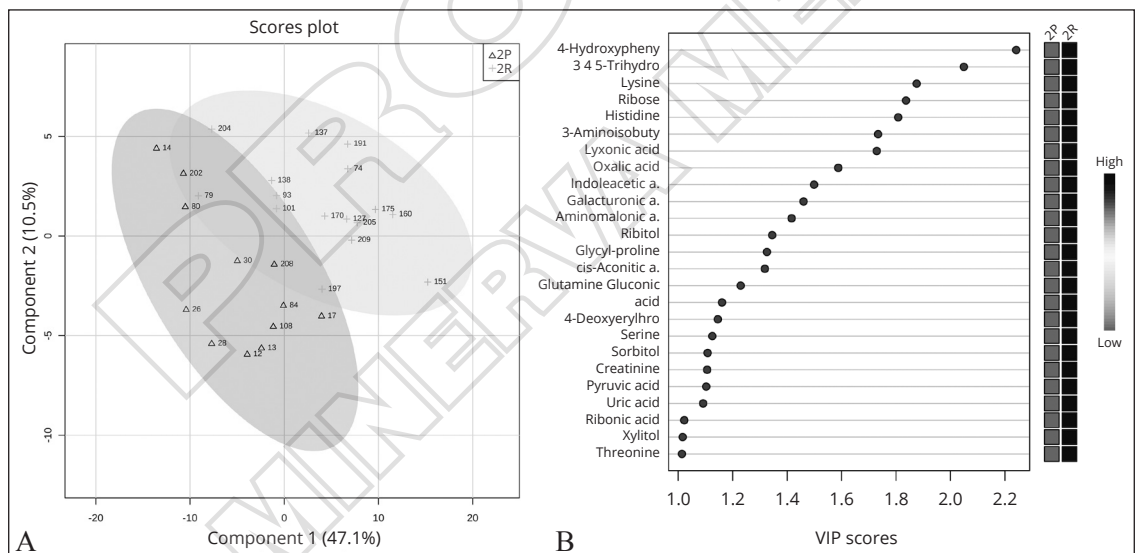 Scores plot
△2P
+2R
204
137
191
14
74
202
138
79
93
80
101
170
127
205
175
160
209
30
208
151
197
26
84
17
108
28
12
13
5
0
-5
-10
-20
-10
0
10
20
Component 2 (10.5%)
Component 1 (47.1%)
A
4-Hydroxypheny
3 4 5-Trihydro
Lysine
Ribose
Histidine
3-Aminoisobuty
Lyxonic acid
Oxalic acid
Indoleacetic a.
Galacturonic a.
Aminomalonic a.
Ribitol
Glycyl-proline
cis-Aconitic a.
Glutamine Gluconic
acid
4-Deoxyerylhro
Serine
Sorbitol
Creatinine
Pyruvic acid
Uric acid
Ribonic acid
Xylitol
Threonine
1.0 1.2 1.4 1.6 1.8 2.0 2.2
VIP scores
2P
2R
High
Low
B
MINERVA ME